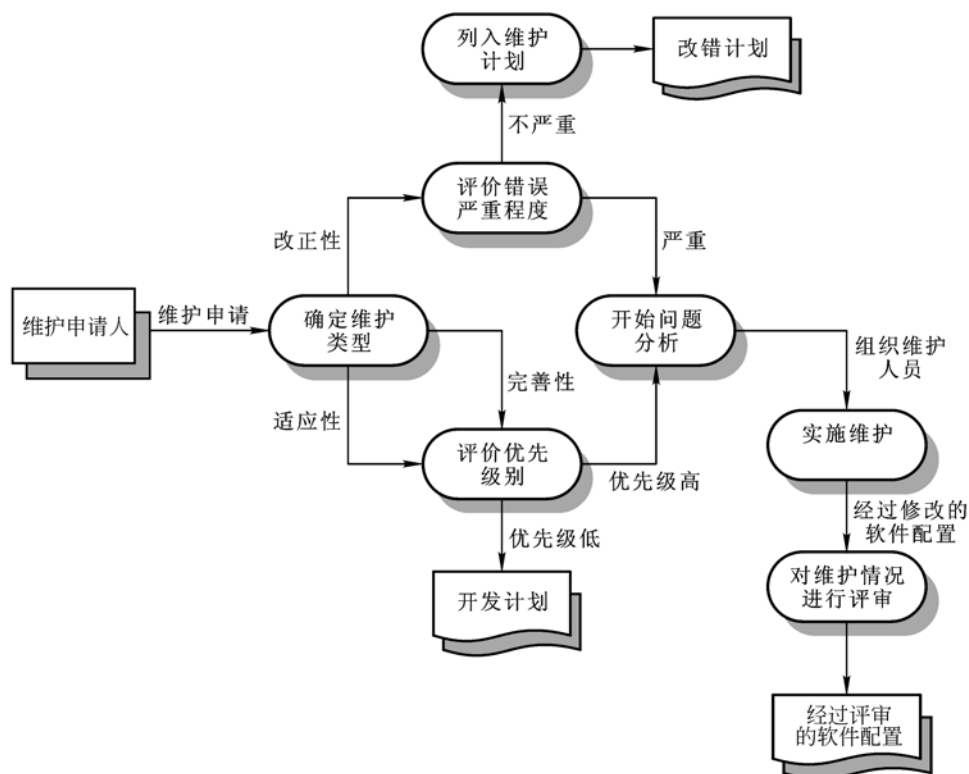 列入维护
计划
改错计划
不严重
评价错误
严重程度
改正性
严重
维护申请人
维护申请
确定维护
类型
开始问题
分析
组织维护
人员
完善性
适应性
实施维护
评价优先
级别
优先级高
经过修改的
软件配置
优先级低
对维护情况
进行评审
开发计划
经过评审
的软件配置